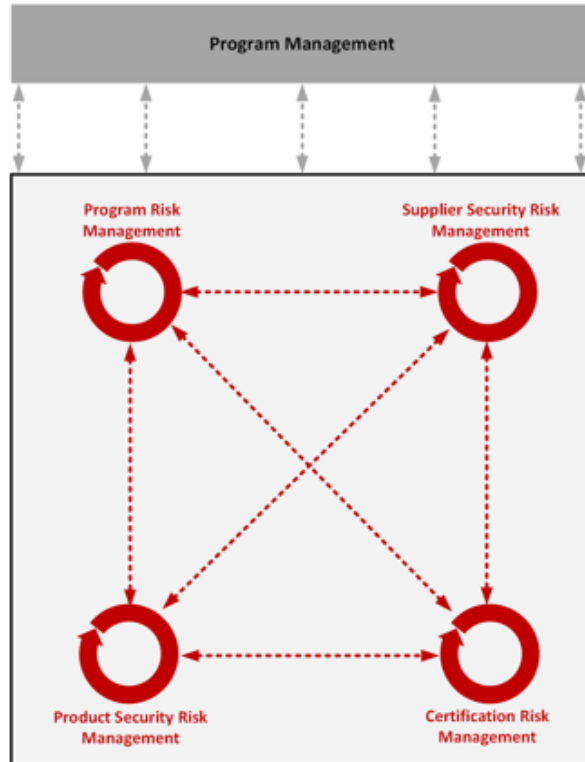 Program Management
Program Risk
Management
Supplier Security Risk
Management
Product Security Risk
Management
Certification Risk
Management